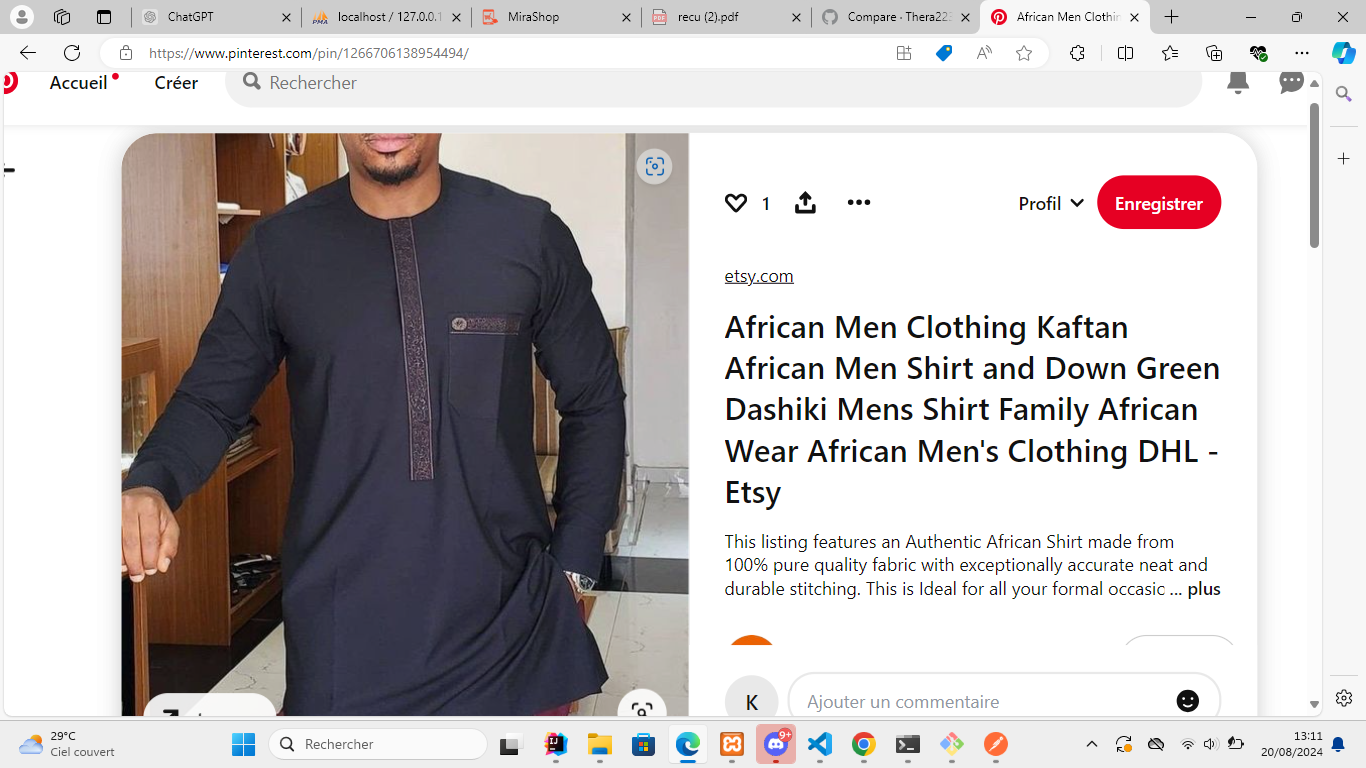 ChatGPT
localhost / 127.0.0.1
MiraShop
recu (2).pdf
Compare · Thera22
African Men Clothin
https://www.pinterest.com/pin/1266706138954494/
Accueil
Créer
Rechercher
1
Profil
Enregistrer
etsy.com
African Men Clothing Kaftan
African Men Shirt and Down Green
Dashiki Mens Shirt Family African
Wear African Men's Clothing DHL -
Etsy
This listing features an Authentic African Shirt made from
100% pure quality fabric with exceptionally accurate neat and
durable stitching. This is Ideal for all your formal occasic ... plus
K
Ajouter un commentaire
29°C
Ciel couvert
Rechercher
9+
13:11
20/08/2024